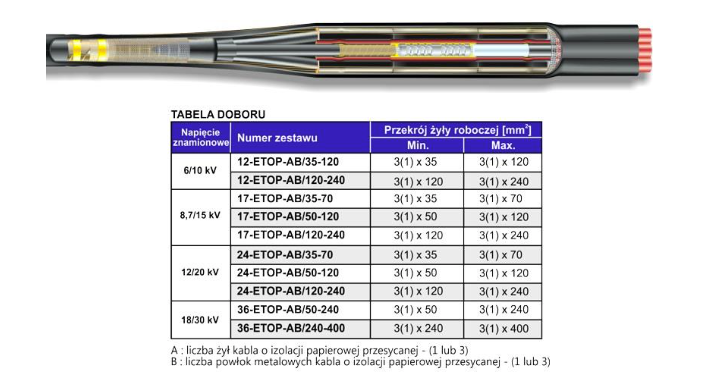 TABELA DOBORU
Napięcie znamionowe Numer zestawu Przekrój żyły roboczej [mm²]
Min. Max.
6/10 kV 12-ETOP-AB/35-120 3(1) x 35 3(1) x 120
12-ETOP-AB/120-240 3(1) x 120 3(1) x 240
8,7/15 kV 17-ETOP-AB/35-70 3(1) x 35 3(1) x 70
17-ETOP-AB/50-120 3(1) x 50 3(1) x 120
17-ETOP-AB/120-240 3(1) x 120 3(1) x 240
12/20 kV 24-ETOP-AB/35-70 3(1) x 35 3(1) x 70
24-ETOP-AB/50-120 3(1) x 50 3(1) x 120
24-ETOP-AB/120-240 3(1) x 120 3(1) x 240
18/30 kV 36-ETOP-AB/50-240 3(1) x 50 3(1) x 240
36-ETOP-AB/240-400 3(1) x 240 3(1) x 400
A : liczba żył kabla o izolacji papierowej przesycanej - (1 lub 3)
B : liczba powłok metalowych kabla o izolacji papierowej przesycanej - (1 lub 3)